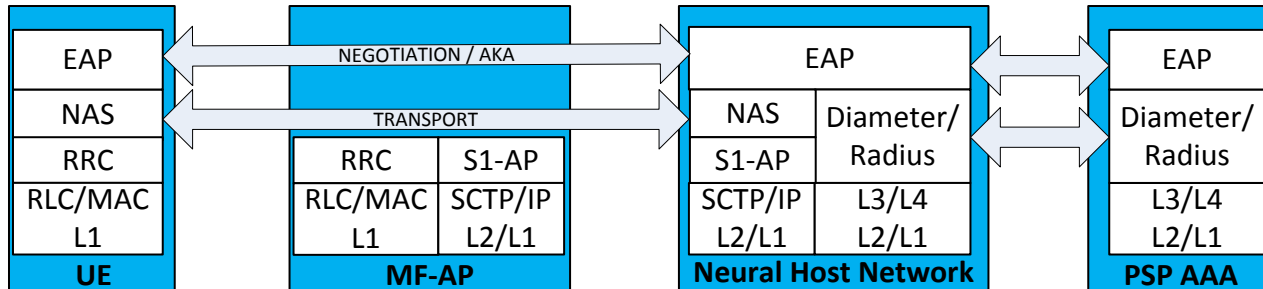 EAP
NAS
RRC
RLC/MAC
L1
UE
NEGOTIATION / AKA
TRANSPORT
RRC
S1-AP
RLC/MAC
SCTP/IP
L1
L2/L1
MF-AP
EAP
NAS
Diameter/
Radius
S1-AP
SCTP/IP
L3/L4
L2/L1
L2/L1
Neural Host Network
EAP
Diameter/
Radius
L3/L4
L2/L1
PSP AAA